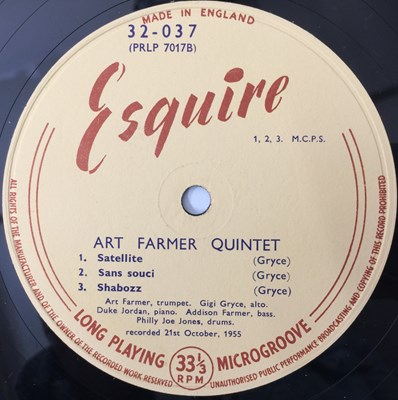 MADE IN ENGLAND
32-037
(PRLP 7017B)
Esquire
1, 2, 3. M.C.P.S.
ART FARMER QUINTET
1. Satellite (Gryce)
2. Sans souci (Gryce)
3. Shabozz (Gryce)
Art Farmer, trumpet. Gigi Gryce, alto.
Duke Jordan, piano. Addison Farmer, bass.
Philly Joe Jones, drums.
recorded 21st October, 1955
LONG PLAYING 33 1/3 RPM MICROGROOVE
ALL RIGHTS OF THE MANUFACTURER AND OF THE OWNER OF THE RECORDED WORK RESERVED
UNAUTHORISED PUBLIC PERFORMANCE BROADCASTING AND COPYING OF THIS RECORD PROHIBITED